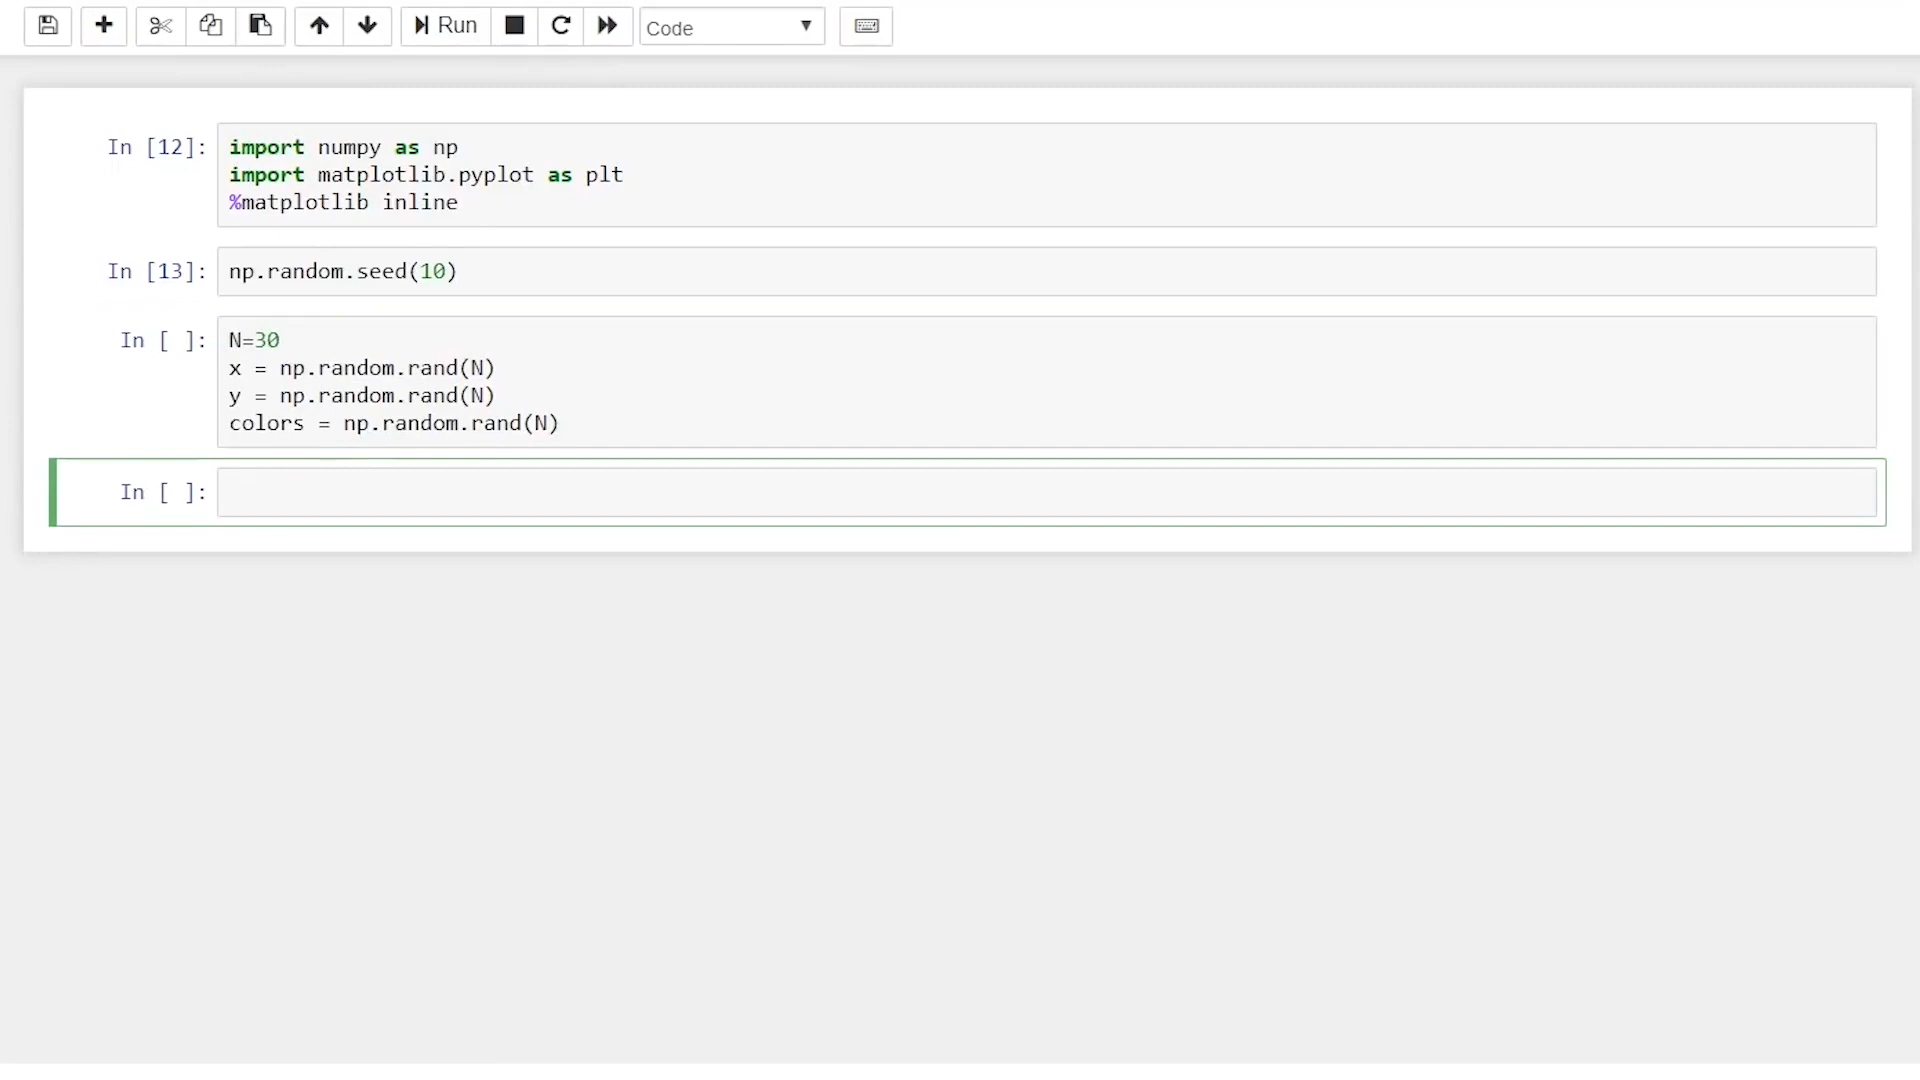 Run
Code
In [12]:
import numpy as np
import matplotlib.pyplot as plt
%matplotlib inline
In [13]:
np.random.seed(10)
In [ ]:
N=30
x = np.random.rand(N)
y = np.random.rand(N)
colors = np.random.rand(N)
In [ ]: